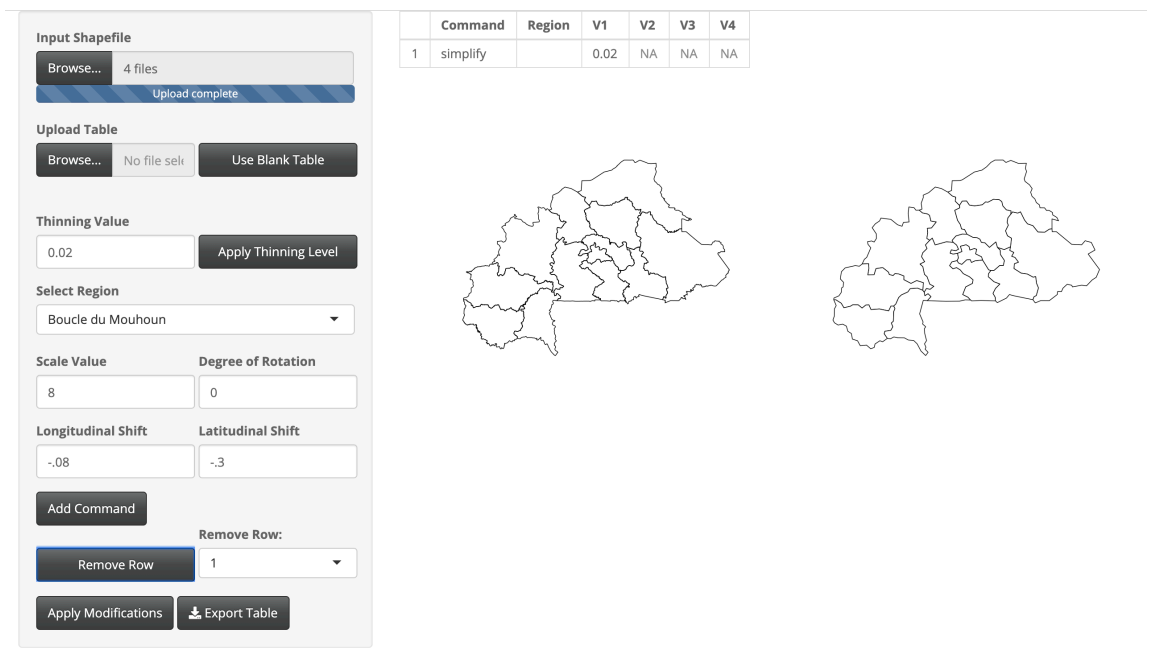 Input Shapefile
Browse... 4 files
Upload complete
Upload Table
Browse... No file sele Use Blank Table
Thinning Value
0.02 Apply Thinning Level
Select Region
Boucle du Mouhoun
Scale Value Degree of Rotation
8 0
Longitudinal Shift Latitudinal Shift
-.08 -.3
Add Command
Remove Row:
Remove Row 1
Apply Modifications Export Table
Command Region V1 V2 V3 V4
1 simplify 0.02 NA NA NA